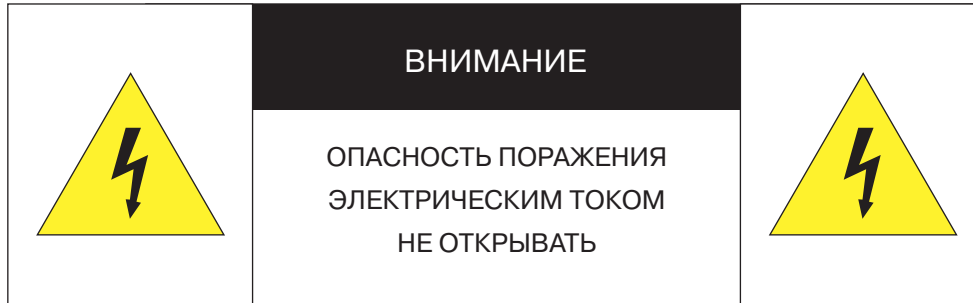 ВНИМАНИЕ
ОПАСНОСТЬ ПОРАЖЕНИЯ
ЭЛЕКТРИЧЕСКИМ ТОКОМ
НЕ ОТКРЫВАТЬ